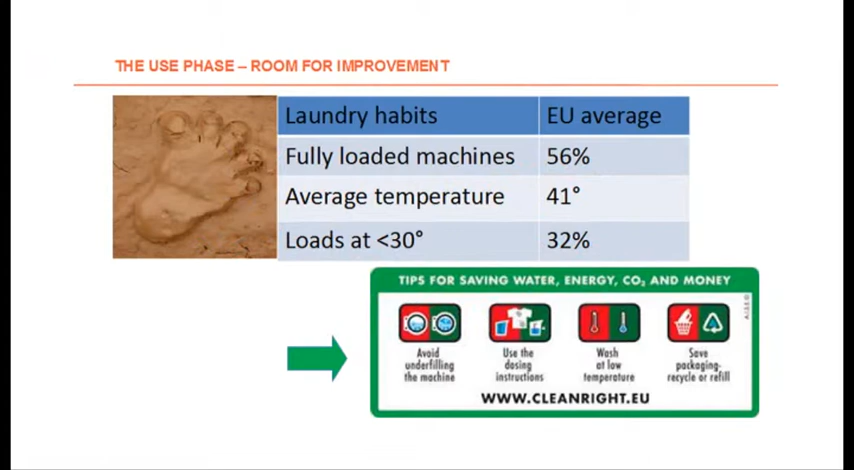 THE USE PHASE – ROOM FOR IMPROVEMENT
Laundry habits EU average
Fully loaded machines 56%
Average temperature 41°
Loads at <30° 32%
TIPS FOR SAVING WATER, ENERGY, CO₂ AND MONEY
Avoid underfilling the machine
Use the dosing instructions
Wash at low temperature
Save packaging- recycle or refill
WWW.CLEANRIGHT.EU